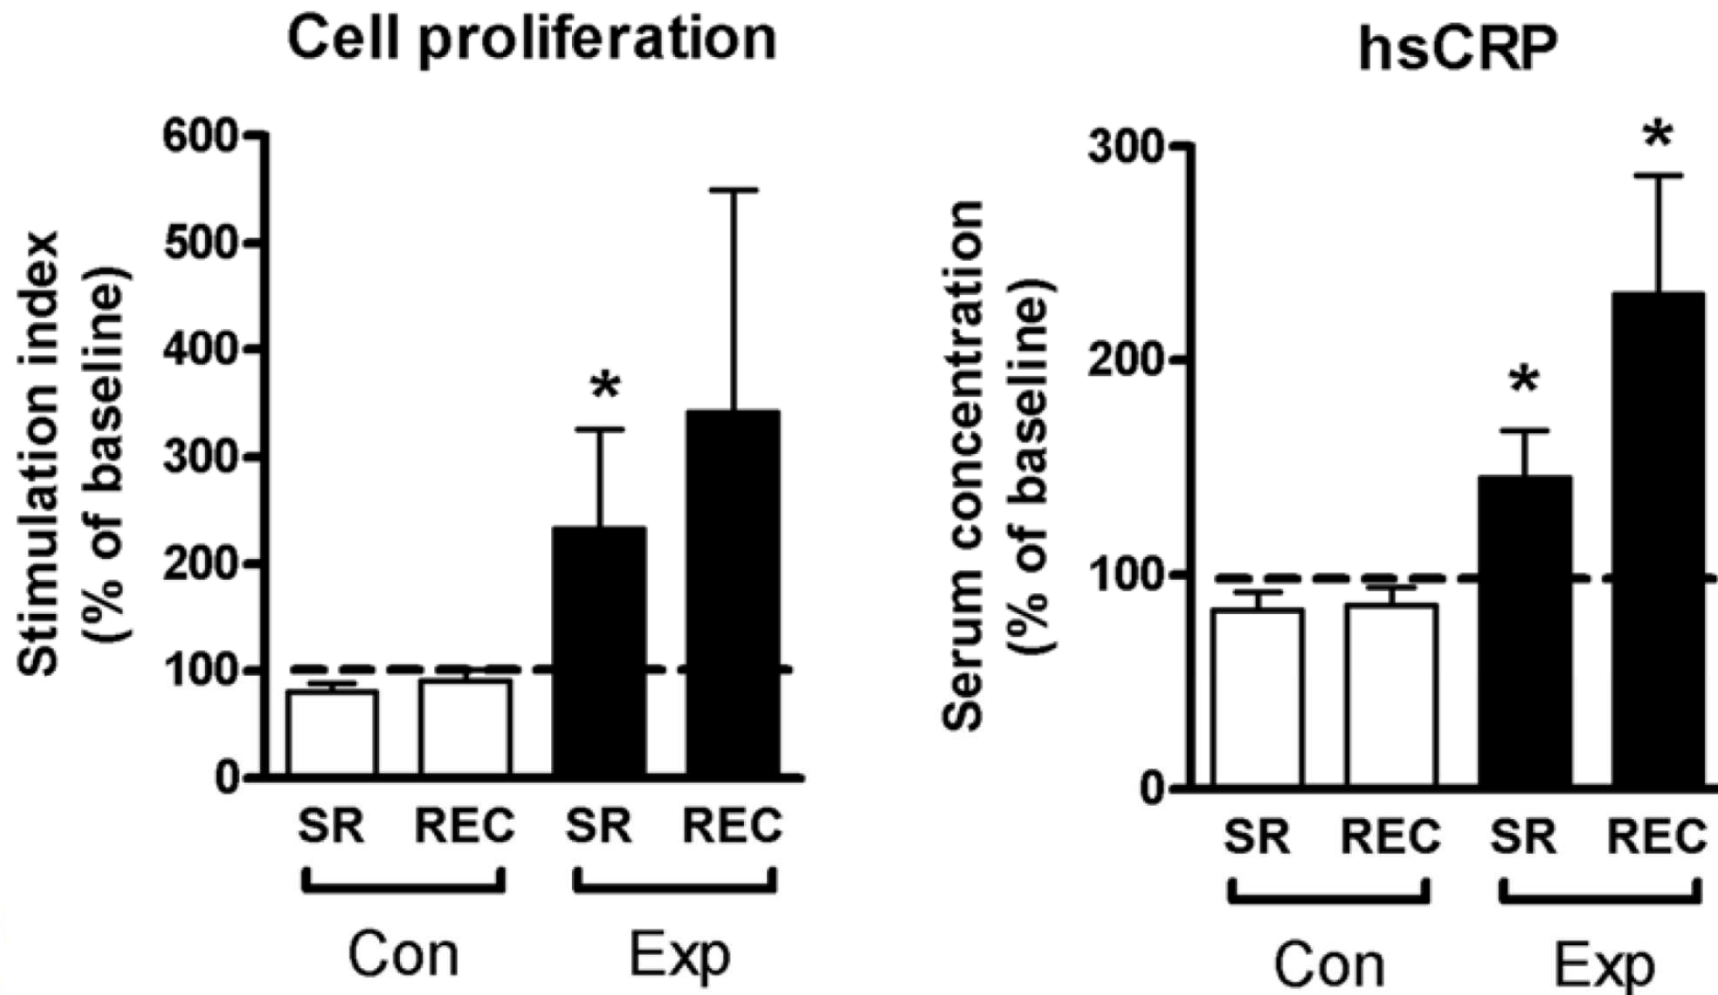 Cell proliferation
Stimulation index
(% of baseline)
600
500
400
300
200
100
0
*
SR REC SR REC
Con Exp
hsCRP
Serum concentration
(% of baseline)
300
200
100
0
*
*
SR REC SR REC
Con Exp